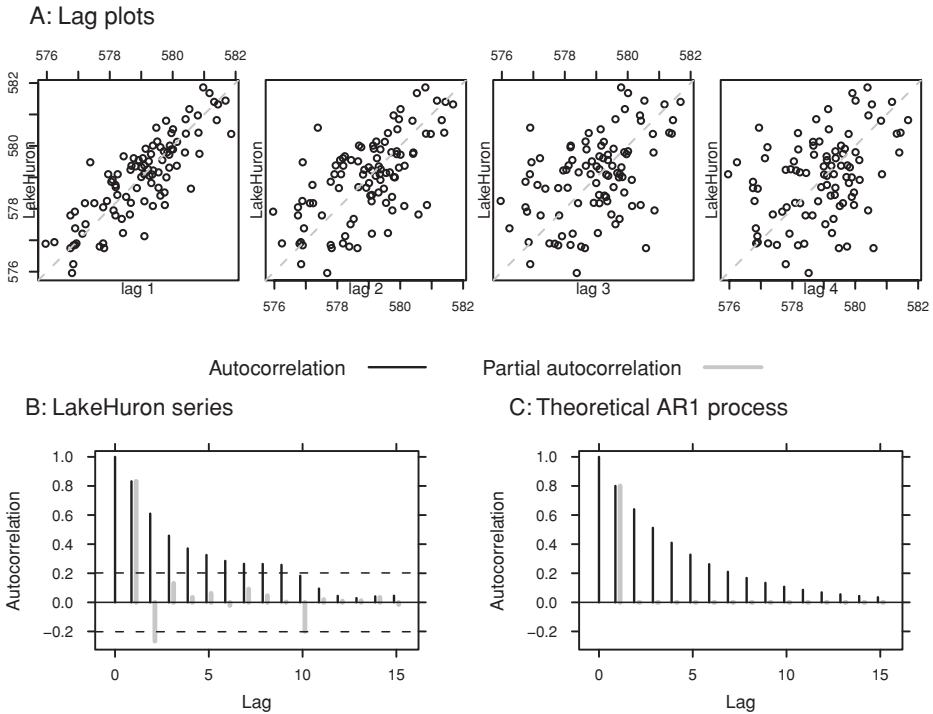 A: Lag plots
576 578 580 582
576 578 580 582
576 578 580 582
LakeHuron
LakeHuron
LakeHuron
LakeHuron
lag 1
lag 2
lag 3
lag 4
576 578 580 582
576 578 580 582
Autocorrelation
Partial autocorrelation
B: LakeHuron series
C: Theoretical AR1 process
Autocorrelation
1.0
0.8
0.6
0.4
0.2
0.0
−0.2
0 5 10 15
Lag
Autocorrelation
1.0
0.8
0.6
0.4
0.2
0.0
−0.2
0 5 10 15
Lag